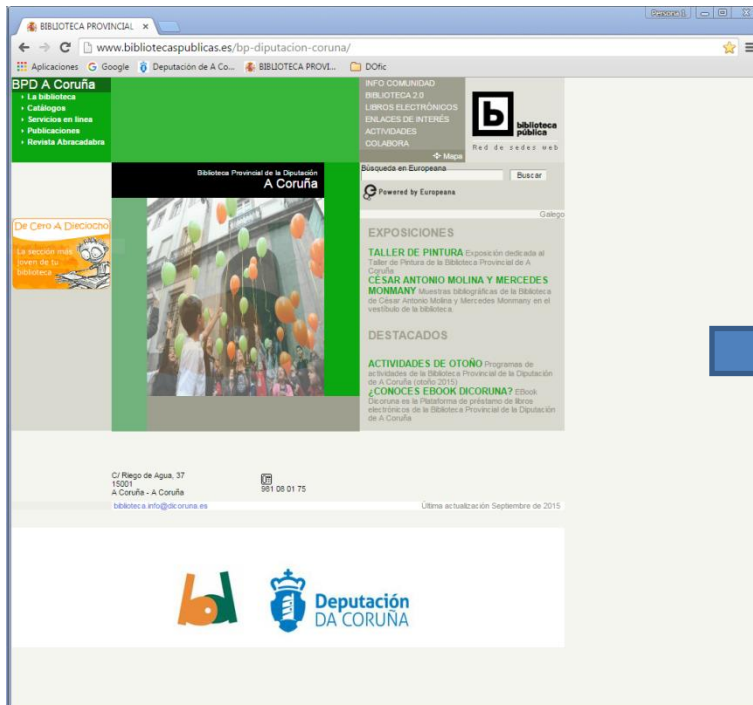 Persona 1
BIBLIOTECA PROVINCIAL
www.bibliotecaspublicas.es/bp-diputacion-coruna/
Aplicaciones
Google
Deputación de A Co...
BIBLIOTECA PROVI...
DOfic
BPD A Coruña
La biblioteca
Catálogos
Servicios en línea
Publicaciones
Revista Abracadabra
INFO COMUNIDAD
BIBLIOTECA 2.0
LIBROS ELECTRÓNICOS
ENLACES DE INTERÉS
ACTIVIDADES
COLABORA
Mapa
b
biblioteca
pública
Red de sedes web
Biblioteca Provincial de la Diputación
A Coruña
Búsqueda en Europeana
Buscar
Powered by Europeana
Galego
De Cero A Dieciocho
La sección más
joven de tu
biblioteca
EXPOSICIONES
TALLER DE PINTURA Exposición dedicada al
Taller de Pintura de la Biblioteca Provincial de A
Coruña
CÉSAR ANTONIO MOLINA Y MERCEDES
MONMANY Muestras bibliográficas de la Biblioteca
de César Antonio Molina y Mercedes Monmany en el
vestíbulo de la biblioteca.
DESTACADOS
ACTIVIDADES DE OTOÑO Programas de
actividades de la Biblioteca Provincial de la Diputación
de A Coruña (otoño 2015)
¿CONOCES EBOOK DICORUNA? EBook
Dicoruna es la Plataforma de préstamo de libros
electrónicos de la Biblioteca Provincial de la Diputación
de A Coruña
C/ Riego de Agua, 37
15001
A Coruña - A Coruña
981 08 01 75
biblioteca.info@dicoruna.es
Última actualización Septiembre de 2015
bd
Deputación
DA CORUÑA